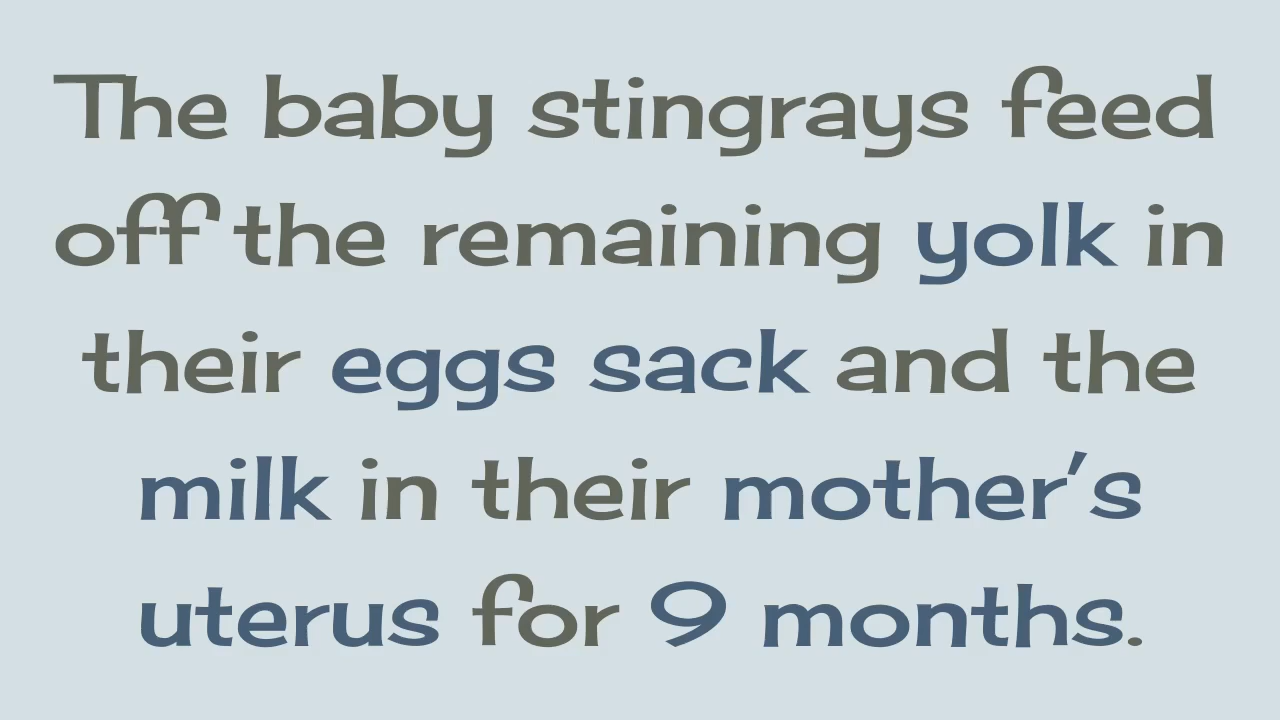 The baby stingrays feed
off the remaining yolk in
their eggs sack and the
milk in their mother's
uterus for 9 months.